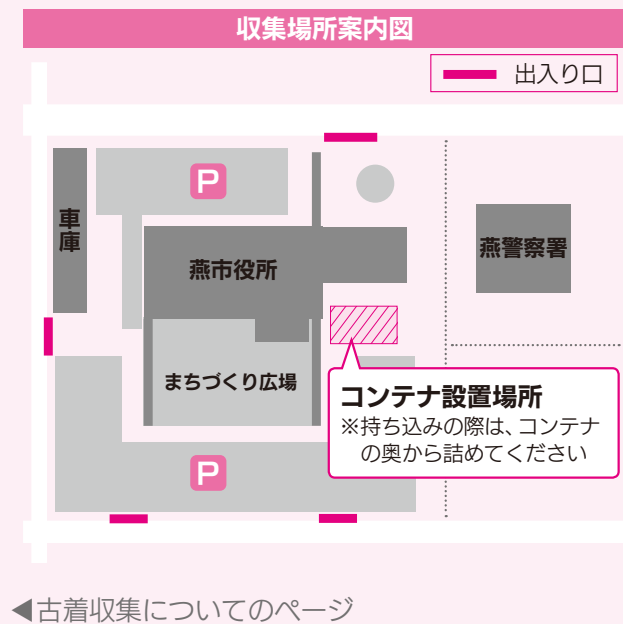 収集場所案内図
出入り口
P
車庫
燕市役所
燕警察署
まちづくり広場
コンテナ設置場所
※持ち込みの際は、コンテナ
の奥から詰めてください
P
◀古着収集についてのページ